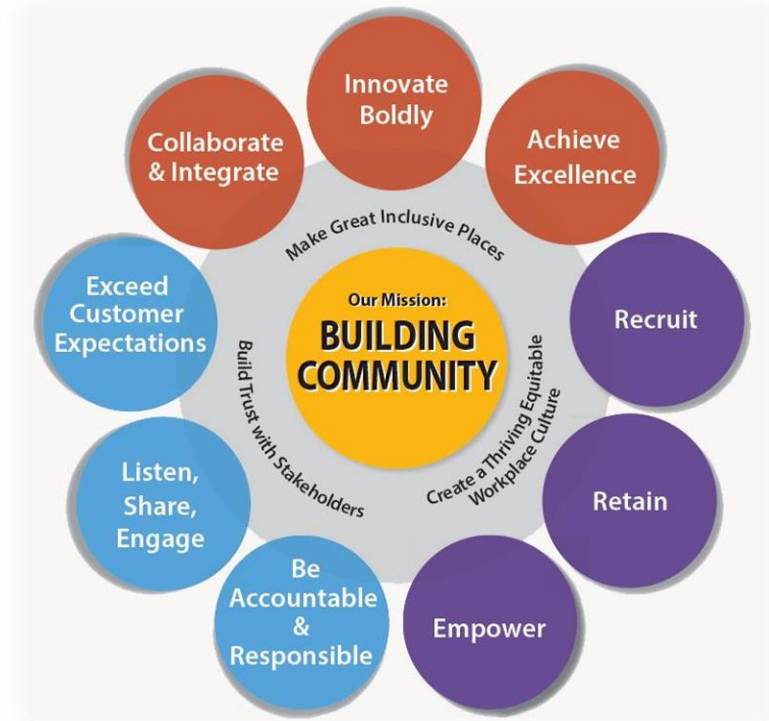 Innovate
Boldly
Achieve
Excellence
Collaborate
& Integrate
Make Great Inclusive Places
Exceed
Customer
Expectations
Our Mission:
BUILDING
COMMUNITY
Recruit
Build Trust with Stakeholders
Create a Thriving Equitable
Workplace Culture
Listen,
Share,
Engage
Retain
Be
Accountable
&
Responsible
Empower